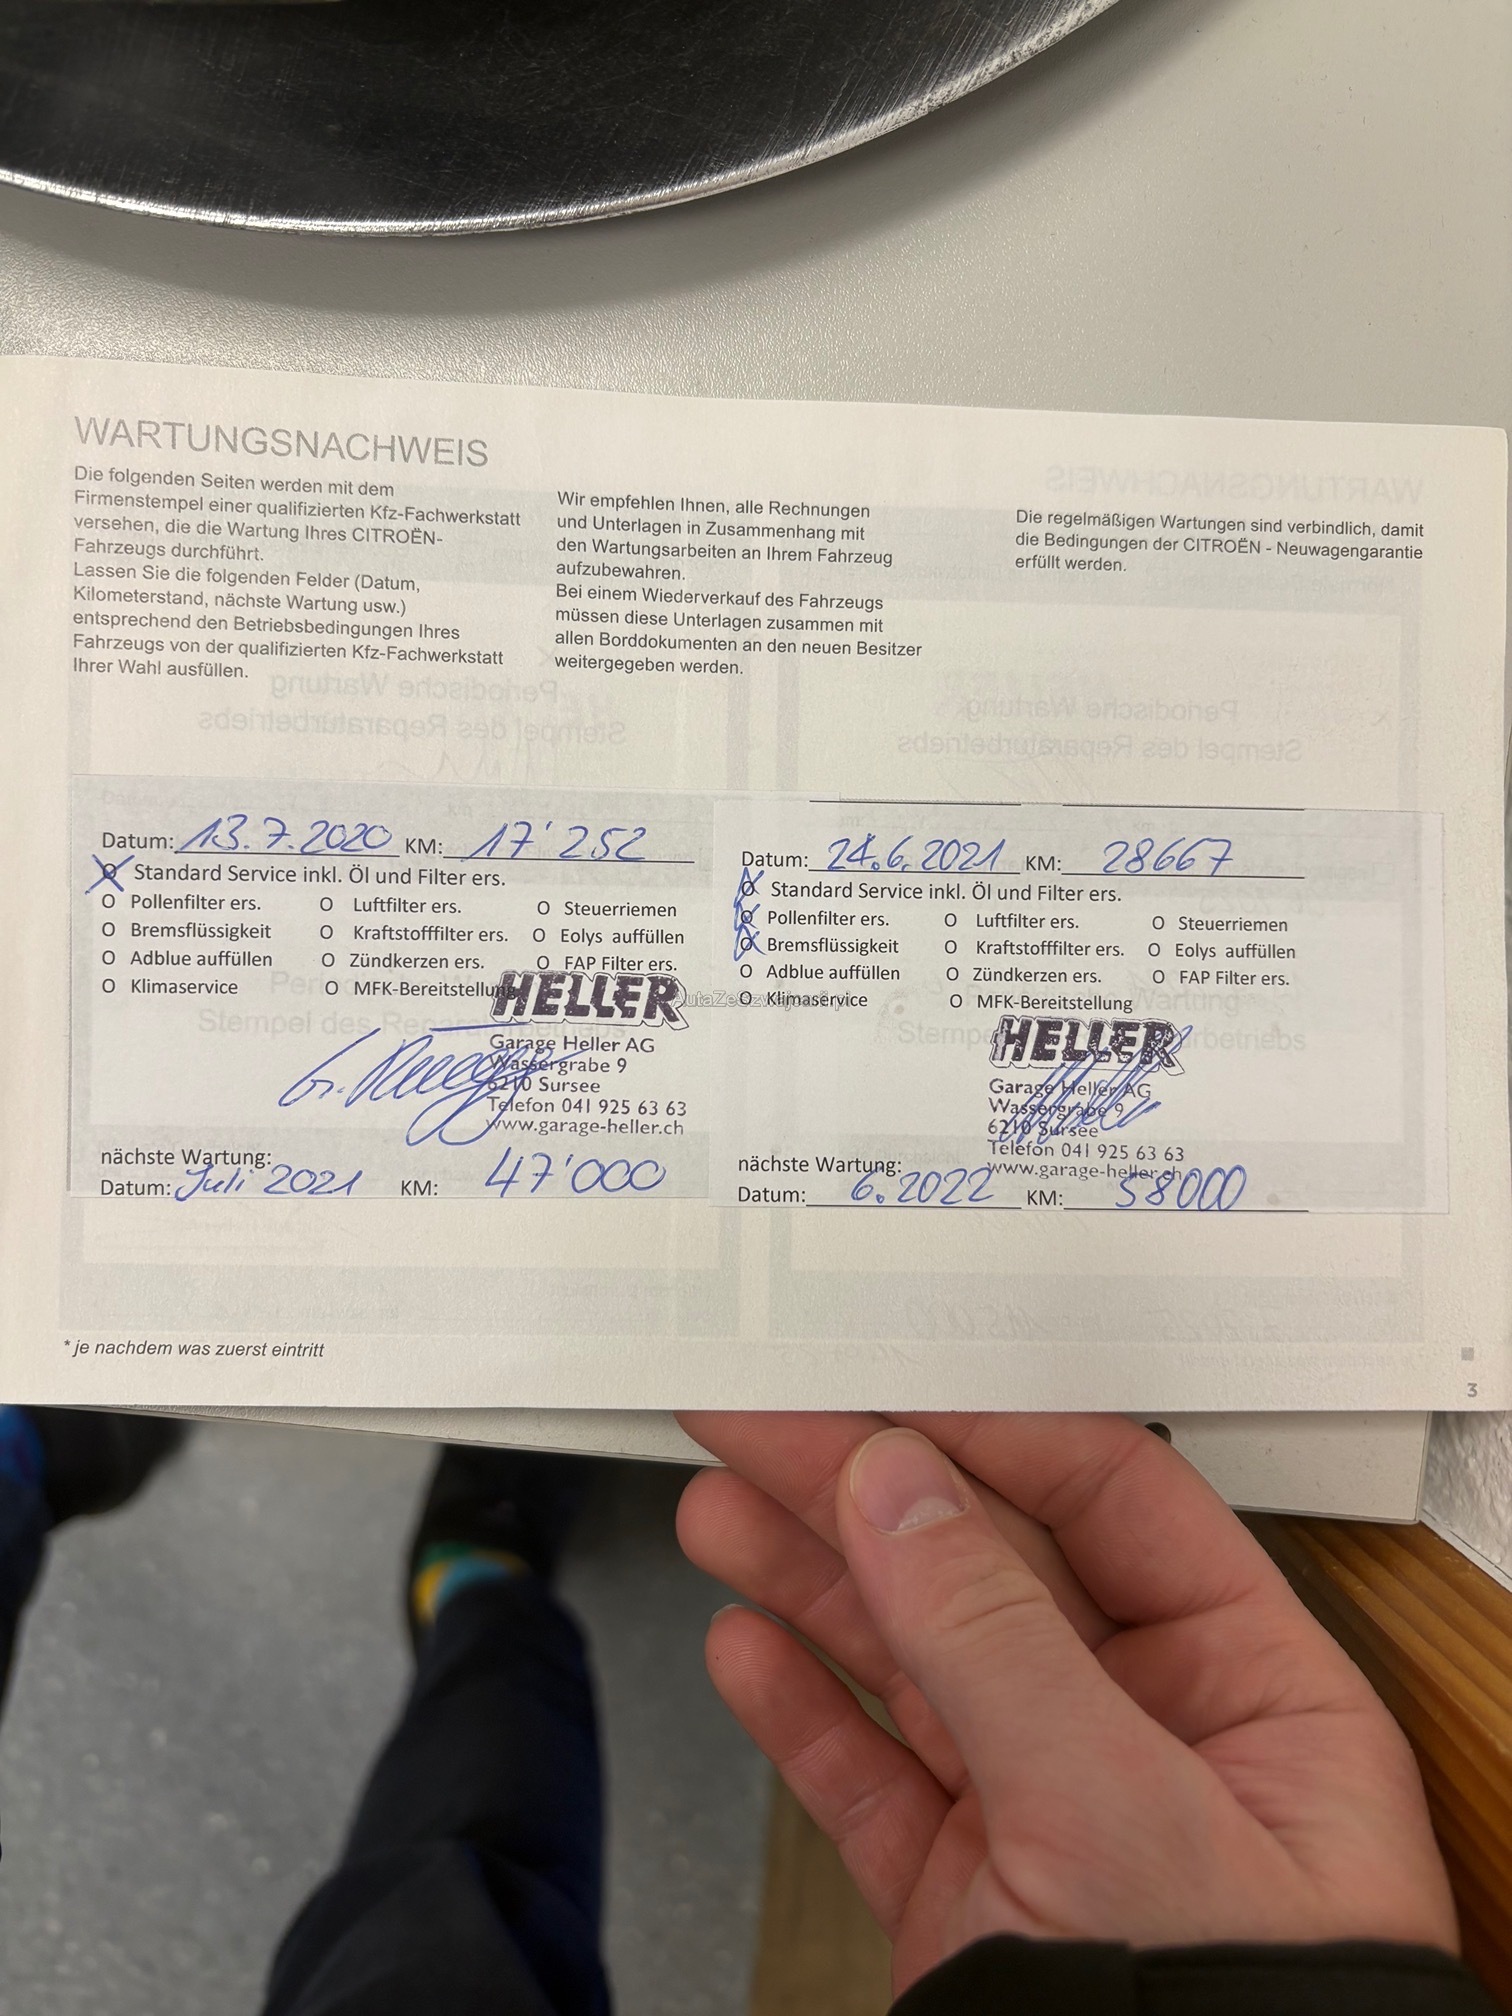 WARTUNGSNACHWEIS
Die folgenden Seiten werden mit dem
Firmenstempel einer qualifizierten Kfz-Fachwerkstatt
versehen, die die Wartung Ihres CITROËN-
Fahrzeugs durchführt.
Lassen Sie die folgenden Felder (Datum,
Kilometerstand, nächste Wartung usw.)
entsprechend den Betriebsbedingungen Ihres
Fahrzeugs von der qualifizierten Kfz-Fachwerkstatt
Ihrer Wahl ausfüllen.
Wir empfehlen Ihnen, alle Rechnungen
und Unterlagen in Zusammenhang mit
den Wartungsarbeiten an Ihrem Fahrzeug
aufzubewahren.
Bei einem Wiederverkauf des Fahrzeugs
müssen diese Unterlagen zusammen mit
allen Borddokumenten an den neuen Besitzer
weitergegeben werden.
Die regelmäßigen Wartungen sind verbindlich, damit
die Bedingungen der CITROËN - Neuwagengarantie
erfüllt werden.
Datum: 13.7.2020 KM: 17'252
Standard Service inkl. Öl und Filter ers.
O Pollenfilter ers. O Luftfilter ers. O Steuerriemen
O Bremsflüssigkeit O Kraftstofffilter ers. O Eolys auffüllen
O Adblue auffüllen O Zündkerzen ers. O FAP Filter ers.
O Klimaservice O MFK-Bereitstellung
HELLER
Garage Heller AG
Wassergrabe 9
6210 Sursee
Telefon 041 925 63 63
www.garage-heller.ch
nächste Wartung:
Datum: Juli 2021 KM: 47'000
Datum: 24.6.2021 KM: 28667
Standard Service inkl. Öl und Filter ers.
Pollenfilter ers. O Luftfilter ers. O Steuerriemen
Bremsflüssigkeit O Kraftstofffilter ers. O Eolys auffüllen
O Adblue auffüllen O Zündkerzen ers. O FAP Filter ers.
O Klimaservice O MFK-Bereitstellung
HELLER
Garage Heller AG
Wassergrabe 9
6210 Sursee
Telefon 041 925 63 63
www.garage-heller.ch
nächste Wartung:
Datum: 6.2022 KM: 58000
* je nachdem was zuerst eintritt
3